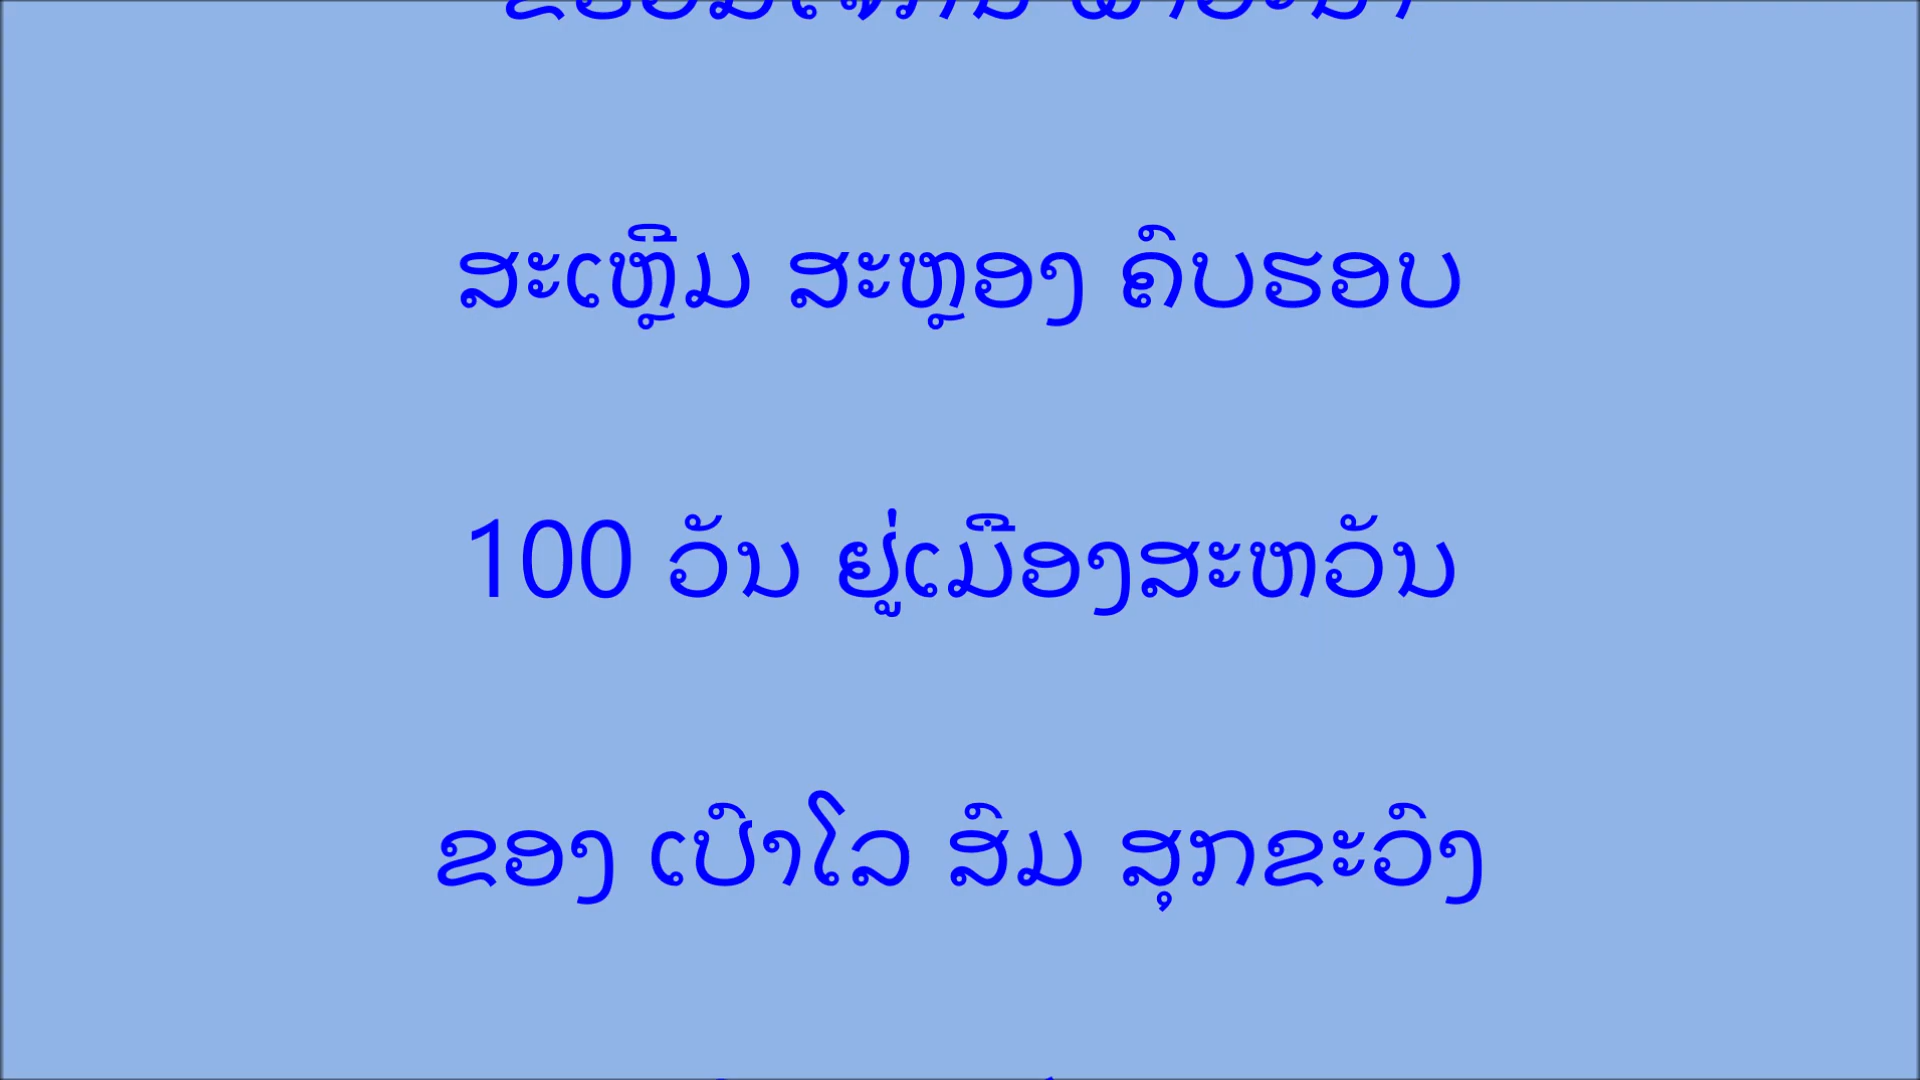 ສະເຫຼີມ ສະຫຼອງ ຄົບຮອບ
100 ວັນ ຢູ່ເມືອງສະຫວັນ
ຂອງ ເປົາໂລ ສົມ ສຸກຂະວົງ